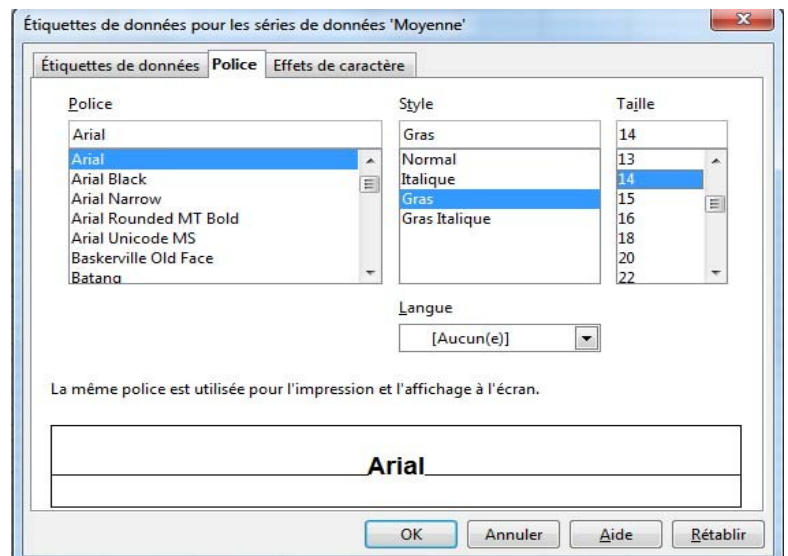 Étiquettes de données pour les séries de données 'Moyenne'
Étiquettes de données Police Effets de caractère
Police Style Taille
Arial Gras 14
Arial Normal 13
Arial Black Italique 14
Arial Narrow Gras 15
Arial Rounded MT Bold Gras Italique 16
Arial Unicode MS 18
Baskerville Old Face 20
Batang 22
Langue
[Aucun(e)]
La même police est utilisée pour l'impression et l'affichage à l'écran.
Arial
OK Annuler Aide Rétablir